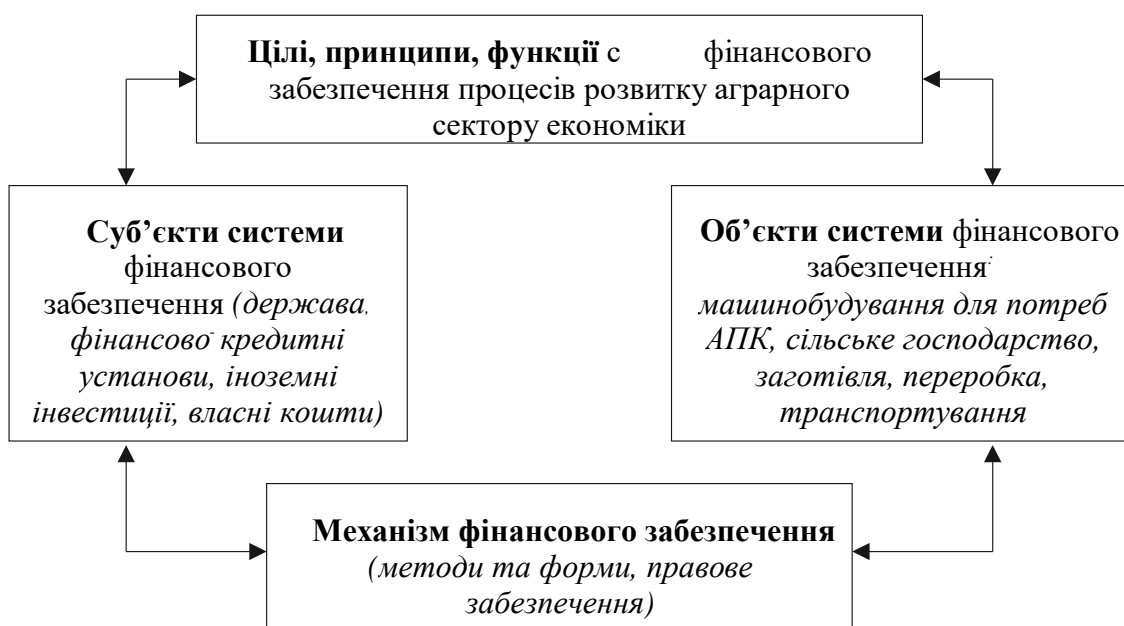 Цілі, принципи, функції с фінансового
забезпечення процесів розвитку аграрного
сектору економіки
Суб’єкти системи
фінансового
забезпечення (держава,
фінансово- кредитні
установи, іноземні
інвестиції, власні кошти)
Об’єкти системи фінансового
забезпечення:
машинобудування для потреб
АПК, сільське господарство,
заготівля, переробка,
транспортування
Механізм фінансового забезпечення
(методи та форми, правове
забезпечення)